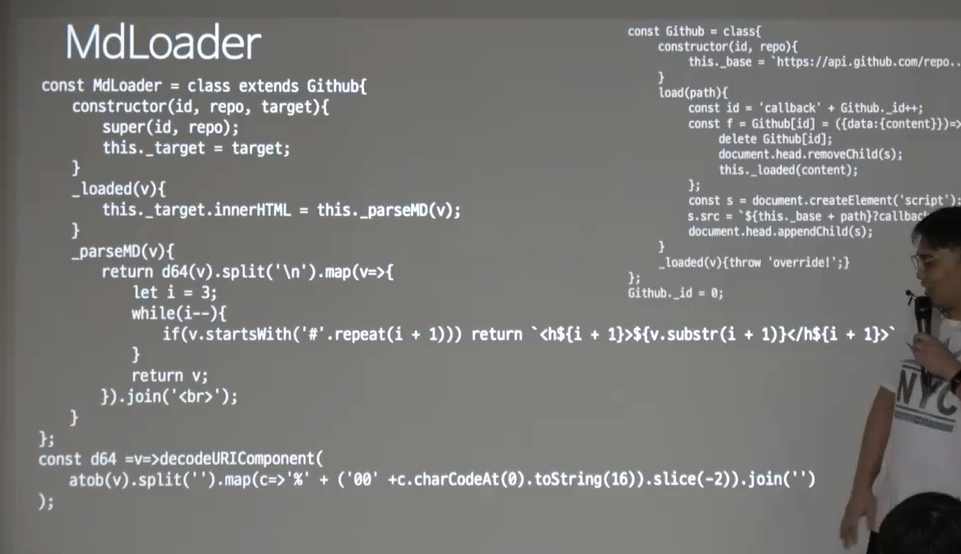 MdLoader
const MdLoader = class extends Github{
constructor(id, repo, target){
super(id, repo);
this._target = target;
}
_loaded(v){
this._target.innerHTML = this._parseMD(v);
}
_parseMD(v){
return d64(v).split('\n').map(v=>{
let i = 3;
while(i--){
if(v.startsWith('#'.repeat(i + 1))) return `<h${i + 1}>${v.substr(i + 1)}</h${i + 1}>`
}
return v;
}).join('<br>');
}
};
const d64 =v=>decodeURIComponent(
atob(v).split('').map(c=>'%' + ('00' +c.charCodeAt(0).toString(16)).slice(-2)).join('')
);
const Github = class{
constructor(id, repo){
this._base = `https://api.github.com/repo..
}
load(path){
const id = 'callback' + Github._id++;
const f = Github[id] = ({data:{content}})=>
delete Github[id];
document.head.removeChild(s);
this._loaded(content);
};
const s = document.createElement('script');
s.src = `${this._base + path}?callback
document.head.appendChild(s);
}
_loaded(v){throw 'override!';}
};
Github._id = 0;
NYC